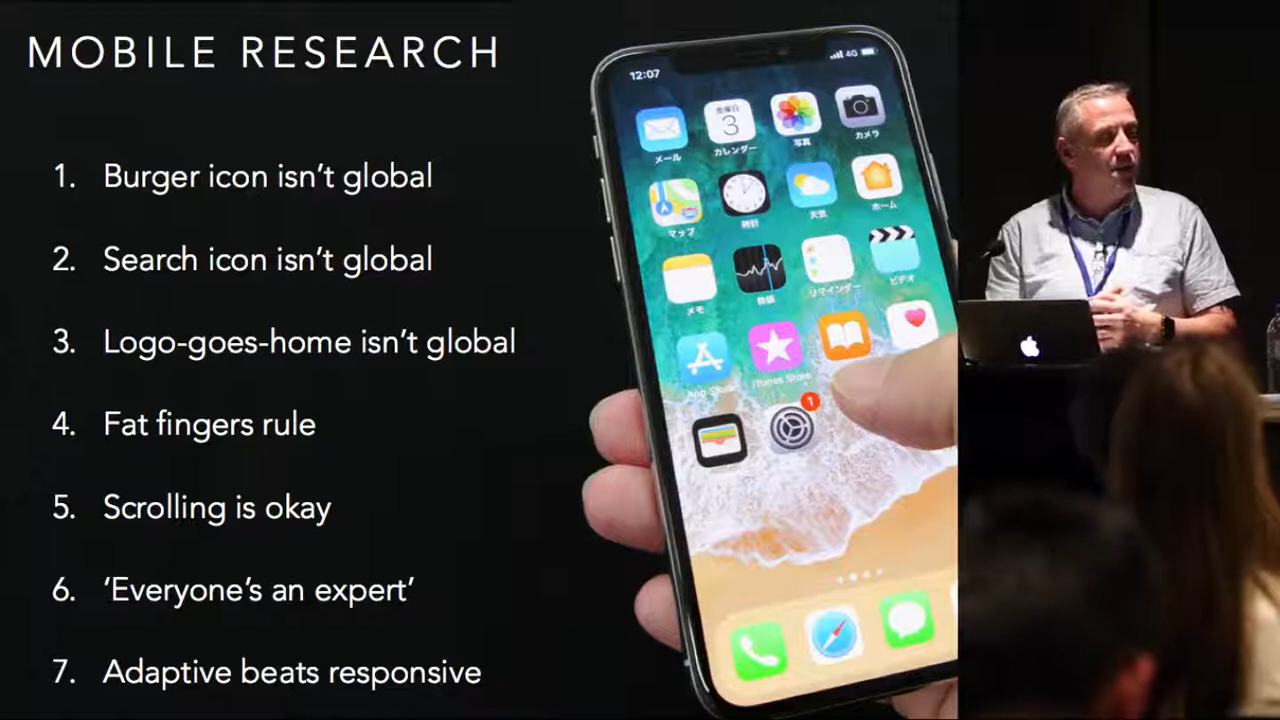 MOBILE RESEARCH
1. Burger icon isn't global
2. Search icon isn't global
3. Logo-goes-home isn't global
4. Fat fingers rule
5. Scrolling is okay
6. 'Everyone's an expert'
7. Adaptive beats responsive
12:07
4G
金曜日
3
メール
カレンダー
写真
カメラ
マップ
時計
天気
ホーム
メモ
株価
リマインダー
ビデオ
App Store
iTunes Store
1